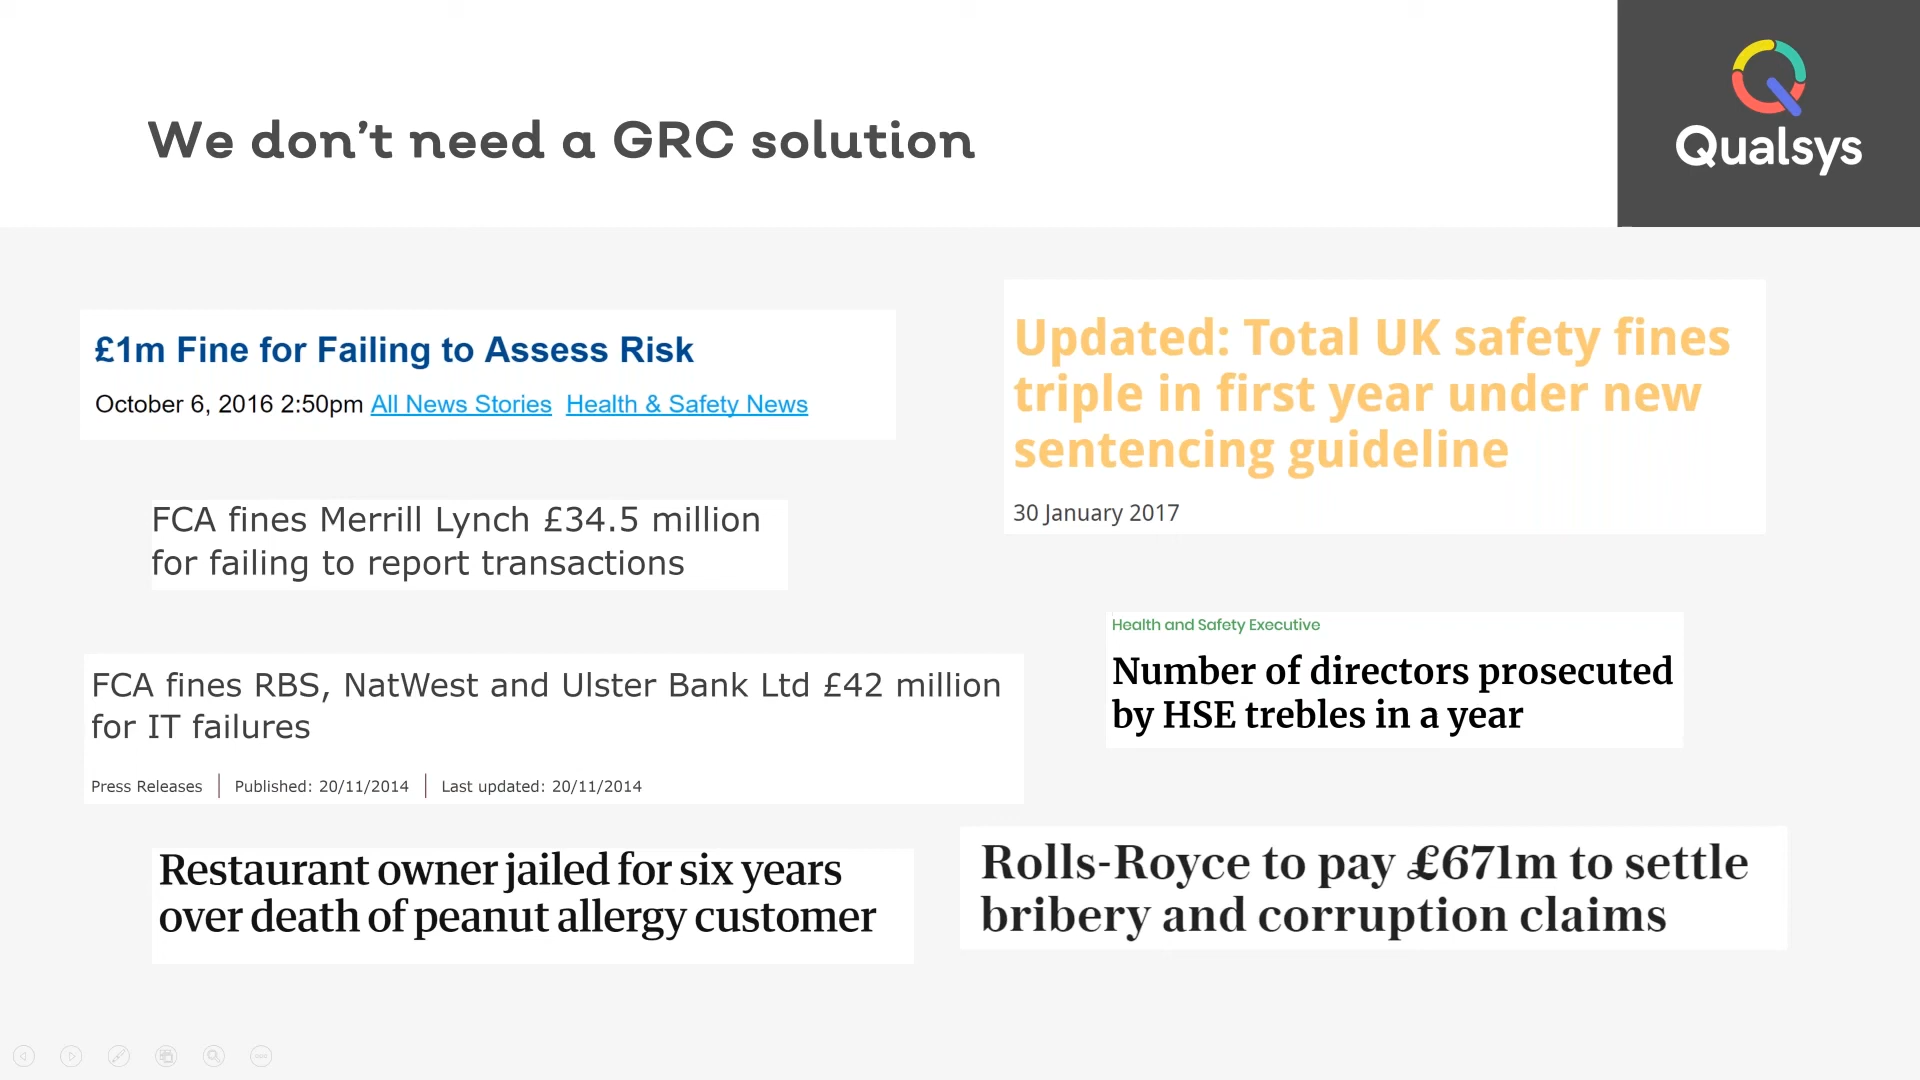 We don’t need a GRC solution
Qualsys
£1m Fine for Failing to Assess Risk
October 6, 2016 2:50pm All News Stories Health & Safety News
FCA fines Merrill Lynch £34.5 million
for failing to report transactions
FCA fines RBS, NatWest and Ulster Bank Ltd £42 million
for IT failures
Press Releases | Published: 20/11/2014 | Last updated: 20/11/2014
Restaurant owner jailed for six years
over death of peanut allergy customer
Updated: Total UK safety fines
triple in first year under new
sentencing guideline
30 January 2017
Health and Safety Executive
Number of directors prosecuted
by HSE trebles in a year
Rolls-Royce to pay £671m to settle
bribery and corruption claims